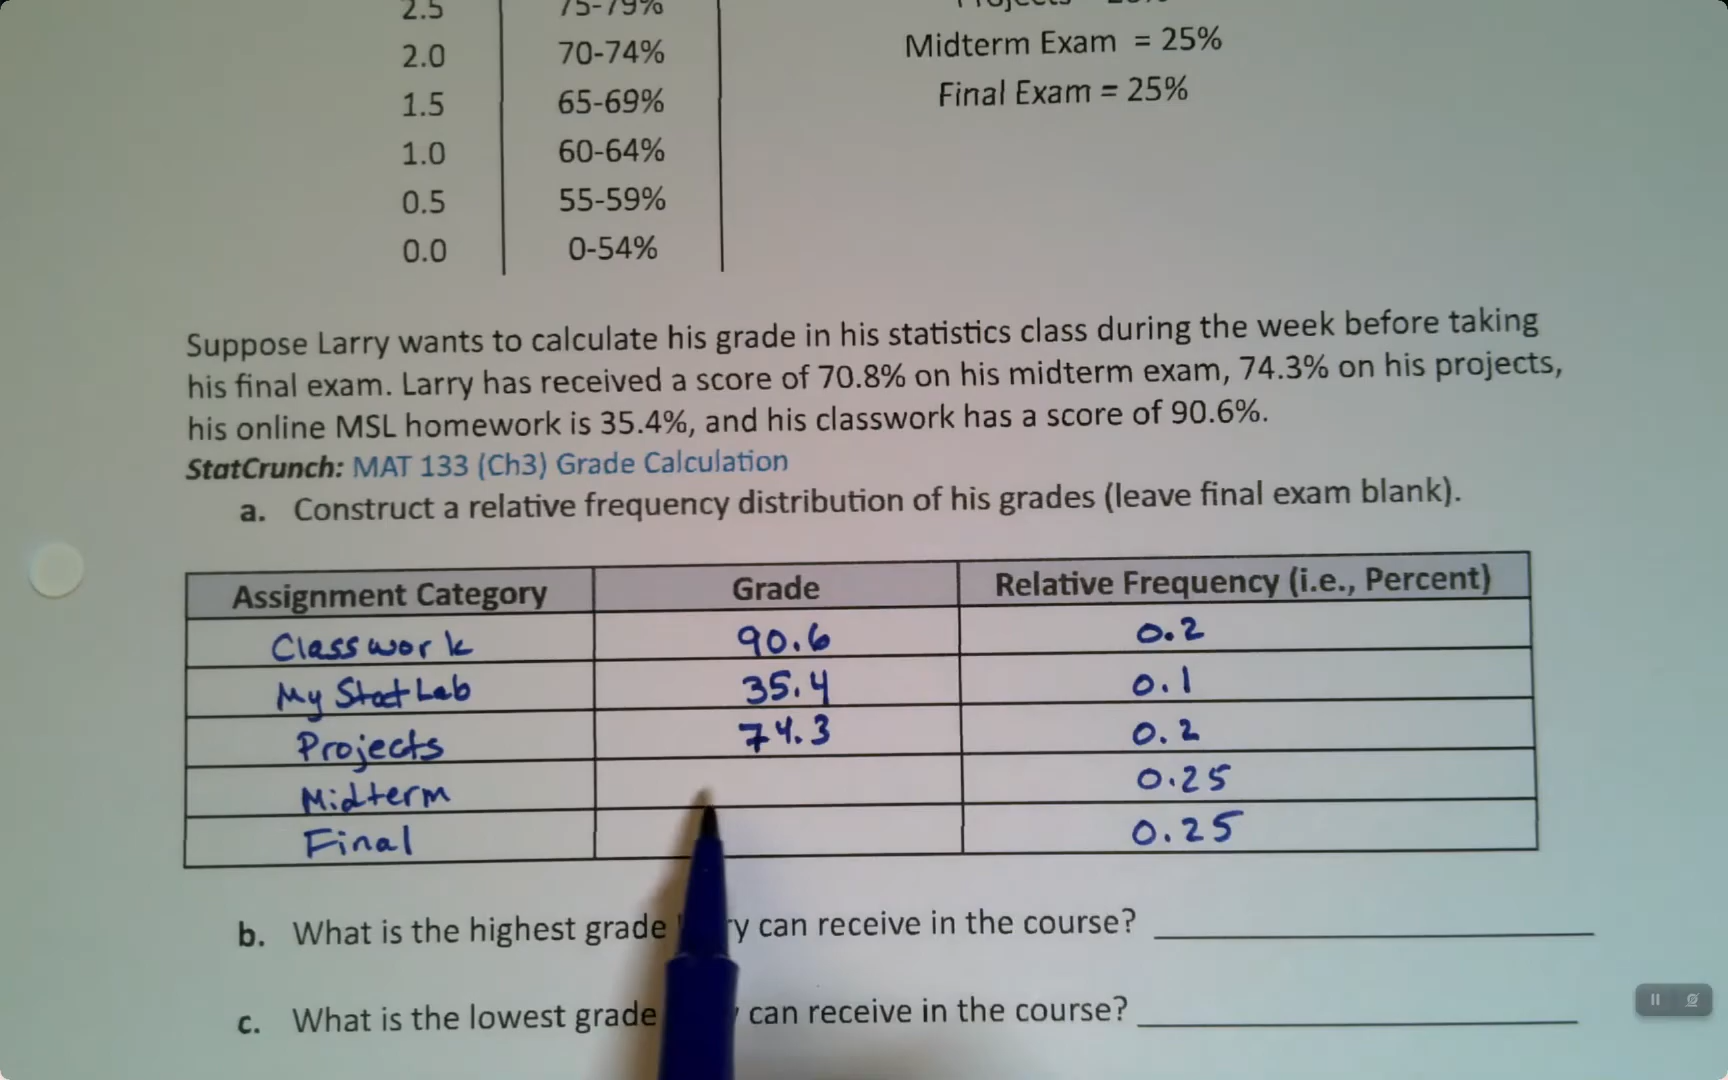 2.5 75-79%
Midterm Exam = 25%
2.0 70-74%
Final Exam = 25%
1.5 65-69%
1.0 60-64%
0.5 55-59%
0.0 0-54%
Suppose Larry wants to calculate his grade in his statistics class during the week before taking
his final exam. Larry has received a score of 70.8% on his midterm exam, 74.3% on his projects,
his online MSL homework is 35.4%, and his classwork has a score of 90.6%.
StatCrunch: MAT 133 (Ch3) Grade Calculation
a. Construct a relative frequency distribution of his grades (leave final exam blank).
Assignment Category Grade Relative Frequency (i.e., Percent)
Classwork 90.6 0.2
My StatLab 35.4 0.1
Projects 74.3 0.2
Midterm 0.25
Final 0.25
b. What is the highest grade can receive in the course?
c. What is the lowest grade can receive in the course?